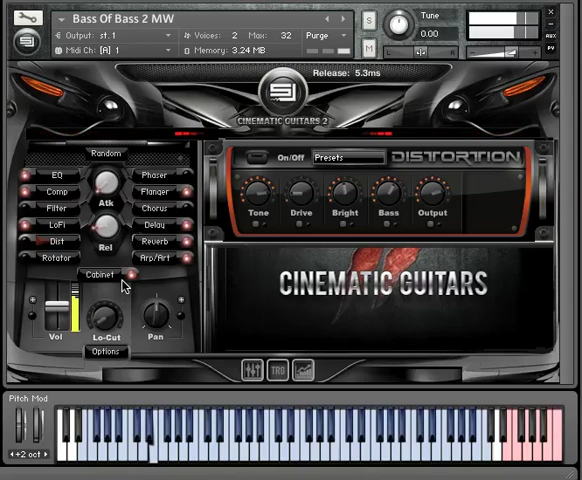 Bass Of Bass 2 MW
Output: st. 1
Voices: 2 Max: 32
Purge
Midi Ch: [A] 1
Memory: 3.24 MB
S
M
Tune
0.00
L
R
AUX
PV
Release: 5.3ms
CINEMATIC GUITARS 2
Random
EQ
Comp
Filter
LoFi
Dist
Rotator
Atk
Rel
Phaser
Flanger
Chorus
Delay
Reverb
Arp/Art
Cabinet
Vol
Lo-Cut
Pan
Options
On/Off
Presets
DISTORTION
Tone
Drive
Bright
Bass
Output
CINEMATIC GUITARS
TRG
Pitch Mod
+2 oct